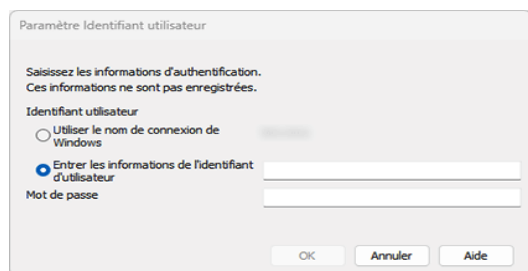 Paramètre Identifiant utilisateur
Saisissez les informations d'authentification.
Ces informations ne sont pas enregistrées.
Identifiant utilisateur
Utiliser le nom de connexion de
Windows
Entrer les informations de l'identifiant
d'utilisateur
Mot de passe
OK
Annuler
Aide